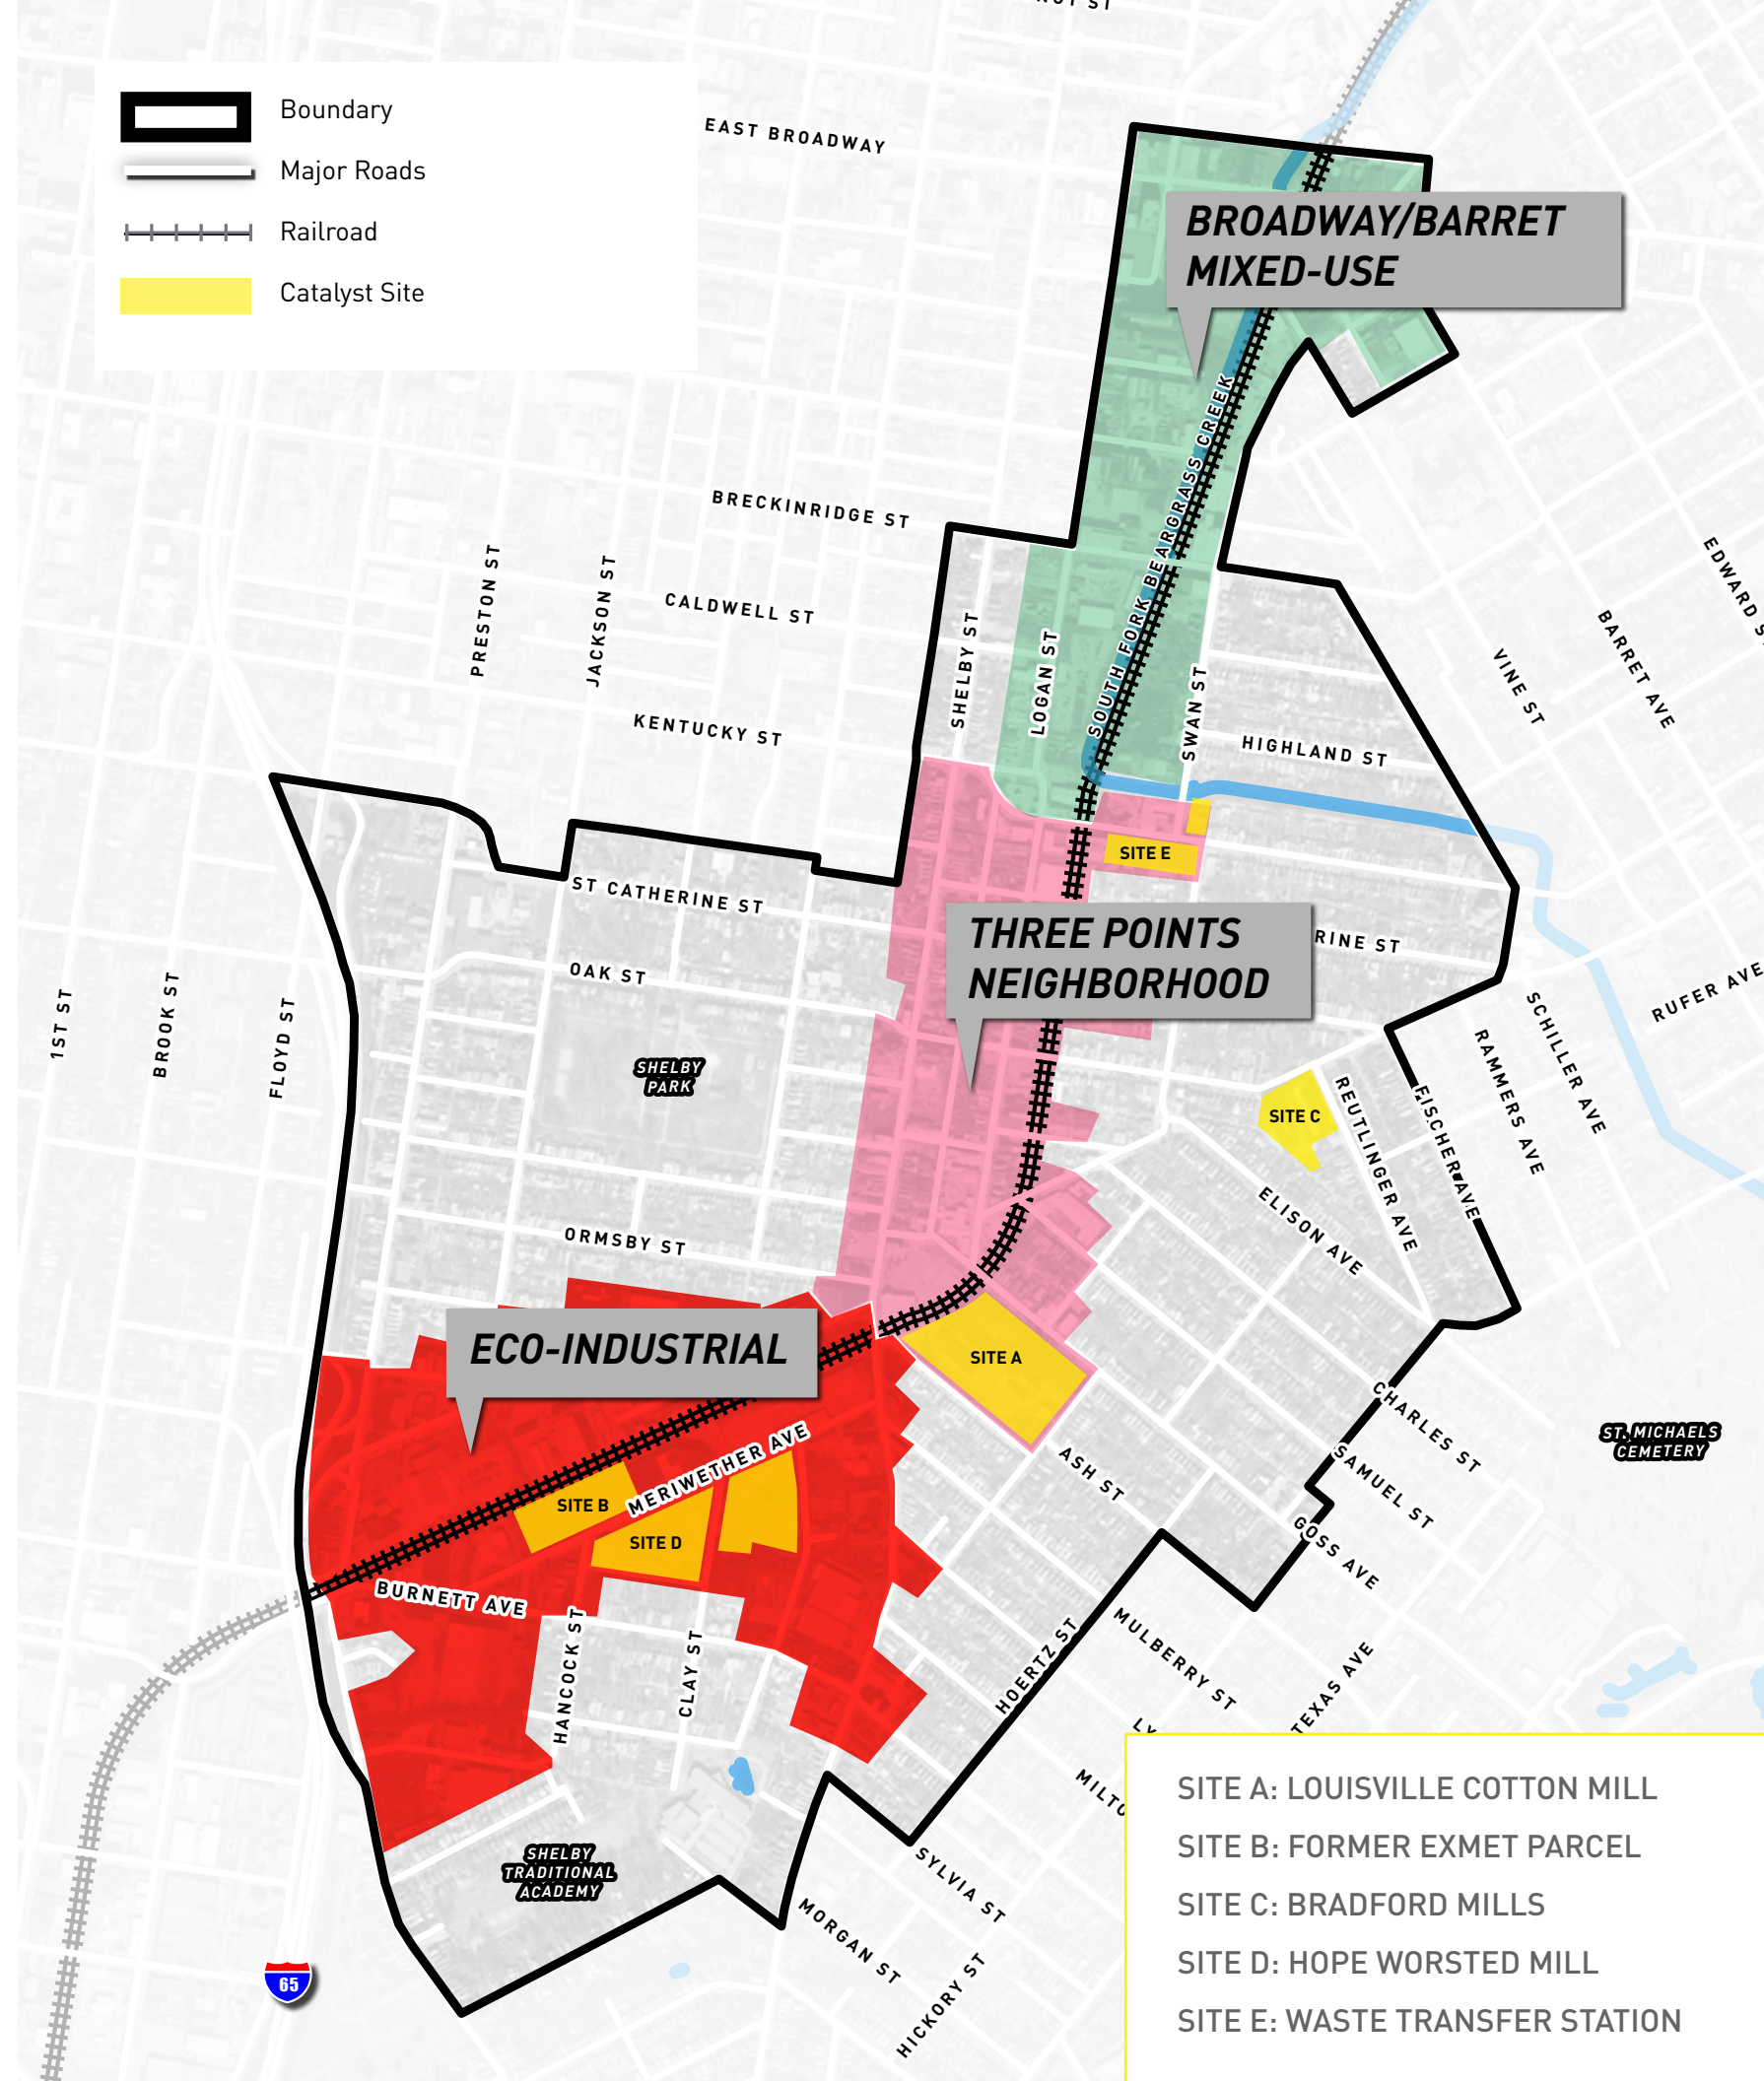 Boundary
Major Roads
Railroad
Catalyst Site
EAST BROADWAY
BROADWAY/BARRET
MIXED-USE
BRECKINRIDGE ST
PRESTON ST
JACKSON ST
CALDWELL ST
KENTUCKY ST
SHELBY ST
LOGAN ST
SOUTH FORK BEARGRASS CREEK
SWAN ST
HIGHLAND ST
VINE ST
BARRET AVE
EDWARD S
SITE E
ST CATHERINE ST
OAK ST
THREE POINTS
NEIGHBORHOOD
RINE ST
1ST ST
BROOK ST
FLOYD ST
SHELBY
PARK
SITE C
REUTLINGER AVE
FISCHER AVE
RAMMERS AVE
SCHILLER AVE
RUFER AVE
ELISON AVE
ORMSBY ST
ECO-INDUSTRIAL
SITE A
CHARLES ST
SAMUEL ST
GOSS AVE
ASH ST
ST. MICHAELS
CEMETERY
MERIWETHER AVE
SITE B
SITE D
BURNETT AVE
HANCOCK ST
CLAY ST
HOERTZ ST
MULBERRY ST
TEXAS AVE
SHELBY
TRADITIONAL
ACADEMY
SYLVIA ST
MORGAN ST
HICKORY ST
65
SITE A: LOUISVILLE COTTON MILL
SITE B: FORMER EXMET PARCEL
SITE C: BRADFORD MILLS
SITE D: HOPE WORSTED MILL
SITE E: WASTE TRANSFER STATION